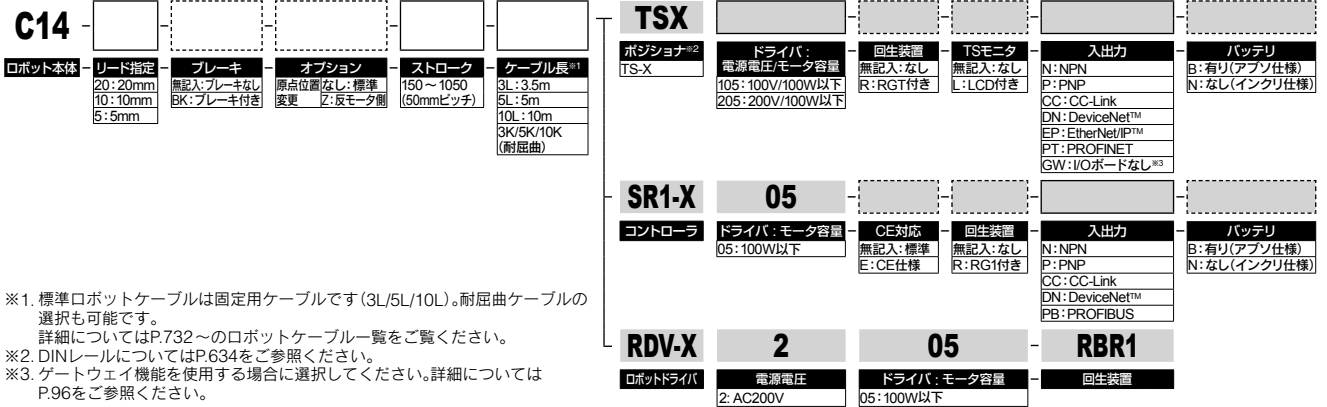 C14
ロボット本体
リード指定
20:20mm
10:10mm
5:5mm
ブレーキ
無記入:ブレーキなし
BK:ブレーキ付き
オプション
原点位置変更
なし:標準
Z:反モータ側
ストローク
150～1050
(50mmピッチ)
ケーブル長※1
3L:3.5m
5L:5m
10L:10m
3K/5K/10K
(耐屈曲)
TSX
ポジショナ※2
TS-X
ドライバ:
電源電圧/モータ容量
105:100V/100W以下
205:200V/100W以下
回生装置
無記入:なし
R:RGT付き
TSモニタ
無記入:なし
L:LCD付き
入出力
N:NPN
P:PNP
CC:CC-Link
DN:DeviceNet™
EP:EtherNet/IP™
PT:PROFINET
GW:I/Oボードなし※3
バッテリ
B:有り(アブソ仕様)
N:なし(インクリ仕様)
SR1-X
05
コントローラ
ドライバ:モータ容量
05:100W以下
CE対応
無記入:標準
E:CE仕様
回生装置
無記入:なし
R:RG1付き
入出力
N:NPN
P:PNP
CC:CC-Link
DN:DeviceNet™
PB:PROFIBUS
バッテリ
B:有り(アブソ仕様)
N:なし(インクリ仕様)
RDV-X
2
05
RBR1
ロボットドライバ
電源電圧
2: AC200V
ドライバ:モータ容量
05:100W以下
回生装置
※1. 標準ロボットケーブルは固定用ケーブルです(3L/5L/10L)。耐屈曲ケーブルの
選択も可能です。
詳細についてはP.732～のロボットケーブル一覧をご覧ください。
※2. DINレールについてはP.634をご参照ください。
※3. ゲートウェイ機能を使用する場合に選択してください。詳細については
P.96をご参照ください。